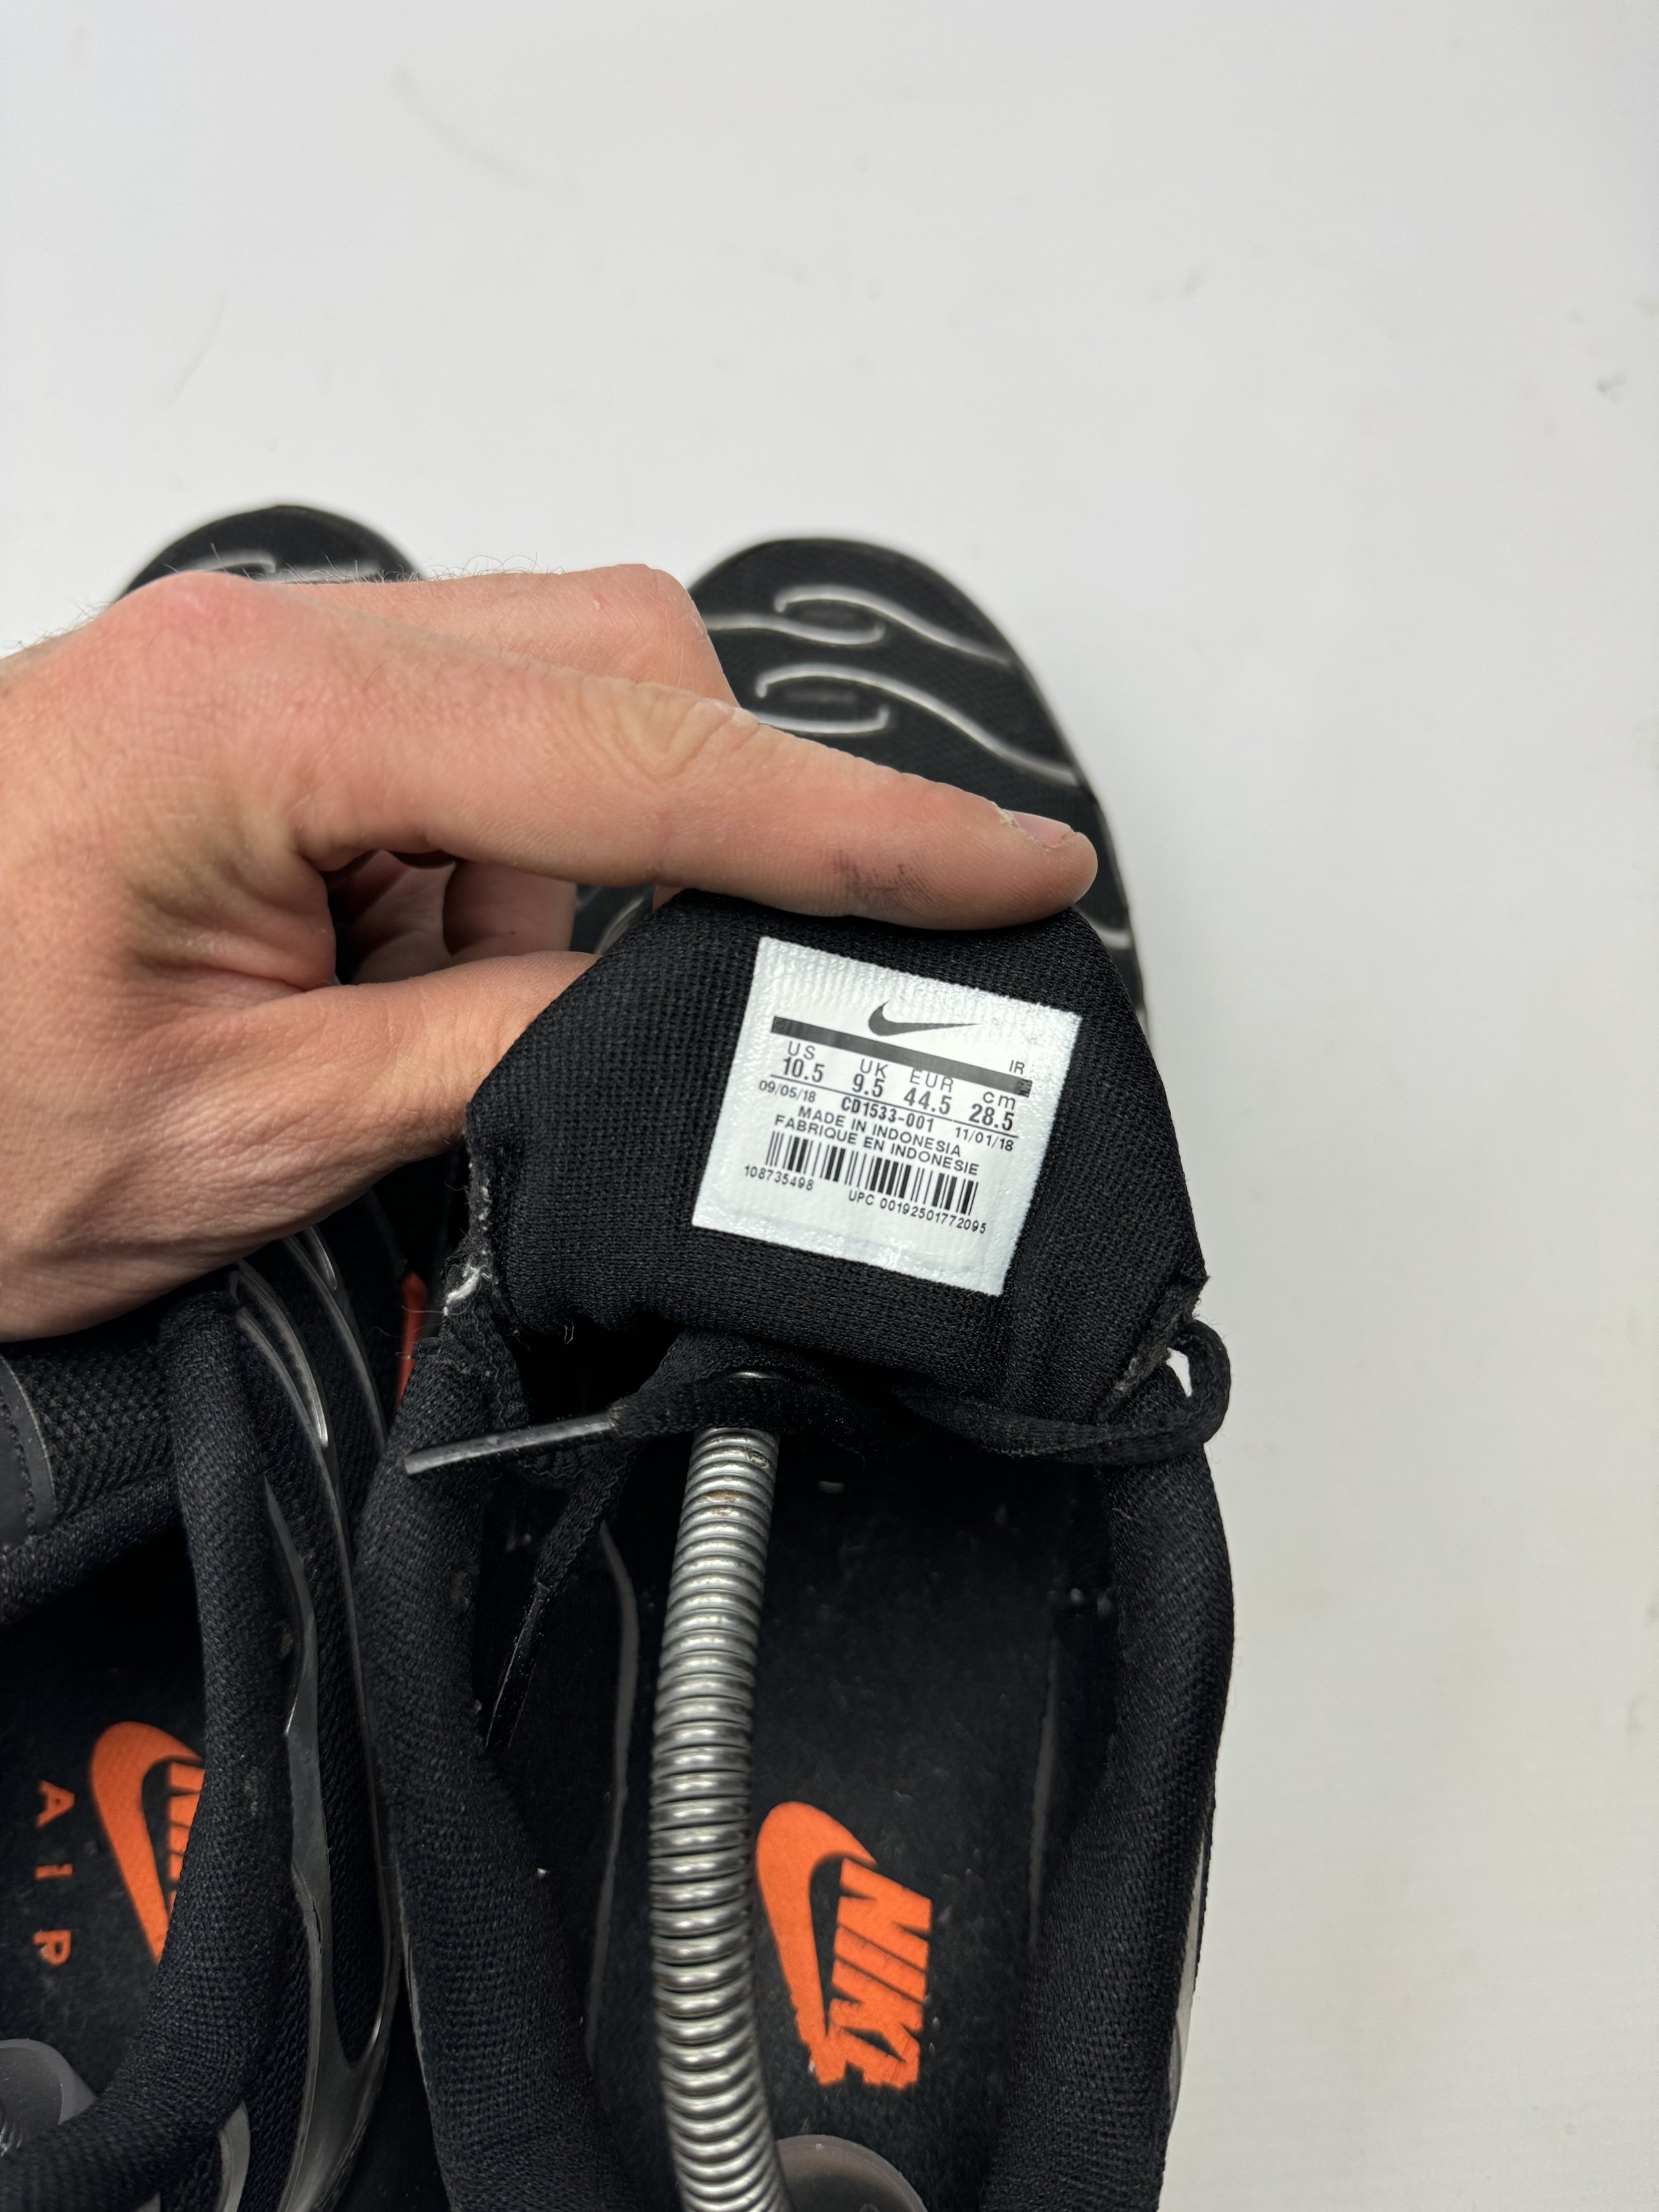 IR
US UK EUR cm
10.5 9.5 44.5 28.5
09/05/18 CD1533-001 11/01/18
MADE IN INDONESIA
FABRIQUE EN INDONESIE
108735498 UPC 00192501772095
AIR
NIKE